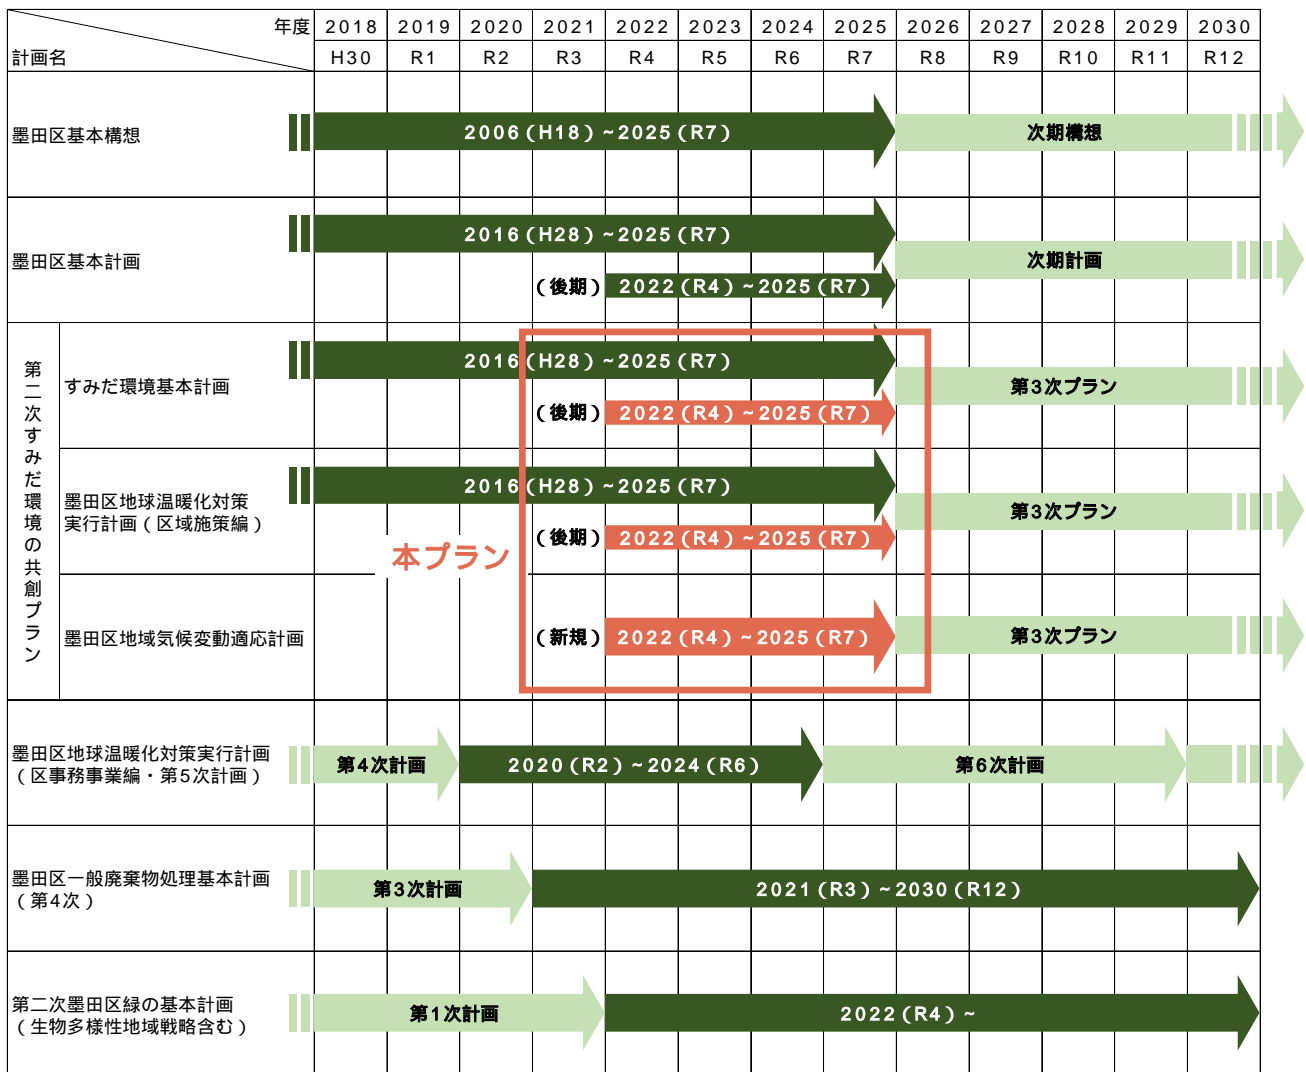 年度 2018 2019 2020 2021 2022 2023 2024 2025 2026 2027 2028 2029 2030
計画名 H30 R1 R2 R3 R4 R5 R6 R7 R8 R9 R10 R11 R12
墨田区基本構想 2006(H18)~2025(R7) 次期構想
墨田区基本計画 2016(H28)~2025(R7) 次期計画
(後期) 2022(R4)~2025(R7)
第二次すみだ環境の共創プラン
すみだ環境基本計画 2016(H28)~2025(R7) 第3次プラン
(後期) 2022(R4)~2025(R7)
墨田区地球温暖化対策
実行計画(区域施策編) 2016(H28)~2025(R7) 第3次プラン
(後期) 2022(R4)~2025(R7)
本プラン
墨田区地域気候変動適応計画 (新規) 2022(R4)~2025(R7) 第3次プラン
墨田区地球温暖化対策実行計画
(区事務事業編・第5次計画) 第4次計画 2020(R2)~2024(R6) 第6次計画
墨田区一般廃棄物処理基本計画
(第4次) 第3次計画 2021(R3)~2030(R12)
第二次墨田区緑の基本計画
(生物多様性地域戦略含む) 第1次計画 2022(R4)~